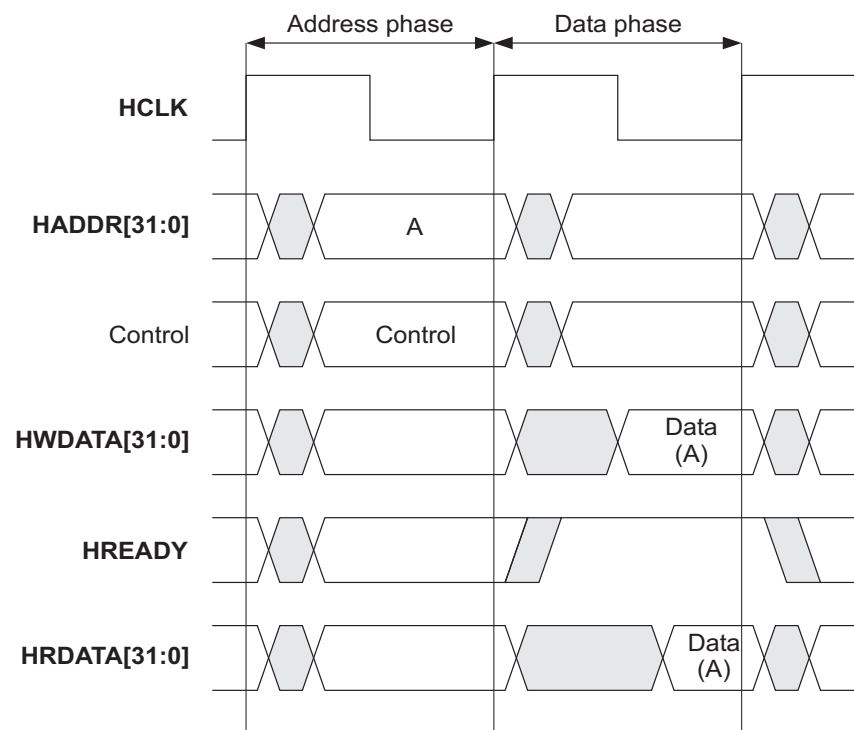 Address phase
Data phase
HCLK
HADDR[31:0]
A
Control
Control
HWDATA[31:0]
Data
(A)
HREADY
HRDATA[31:0]
Data
(A)